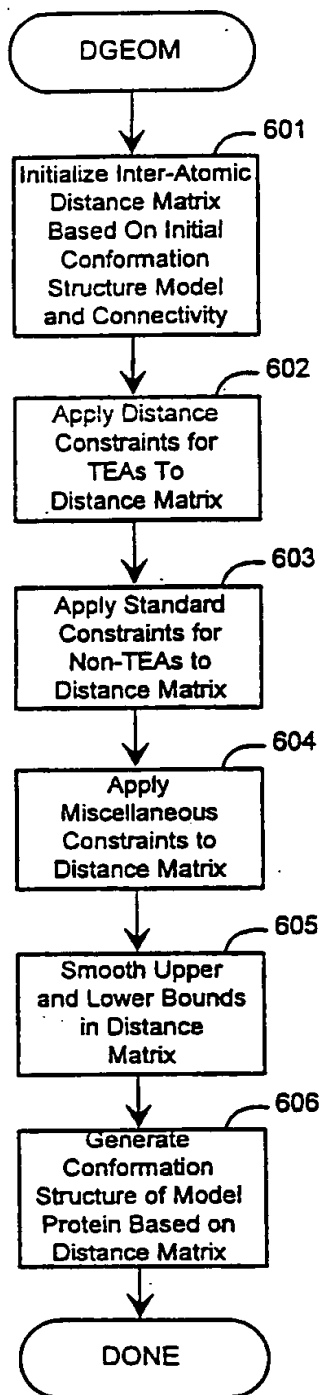 DGEOM
601
Initialize Inter-Atomic
Distance Matrix
Based On Initial
Conformation
Structure Model
and Connectivity
602
Apply Distance
Constraints for
TEAs To
Distance Matrix
603
Apply Standard
Constraints for
Non-TEAs to
Distance Matrix
604
Apply
Miscellaneous
Constraints to
Distance Matrix
605
Smooth Upper
and Lower Bounds
in Distance
Matrix
606
Generate
Conformation
Structure of Model
Protein Based on
Distance Matrix
DONE